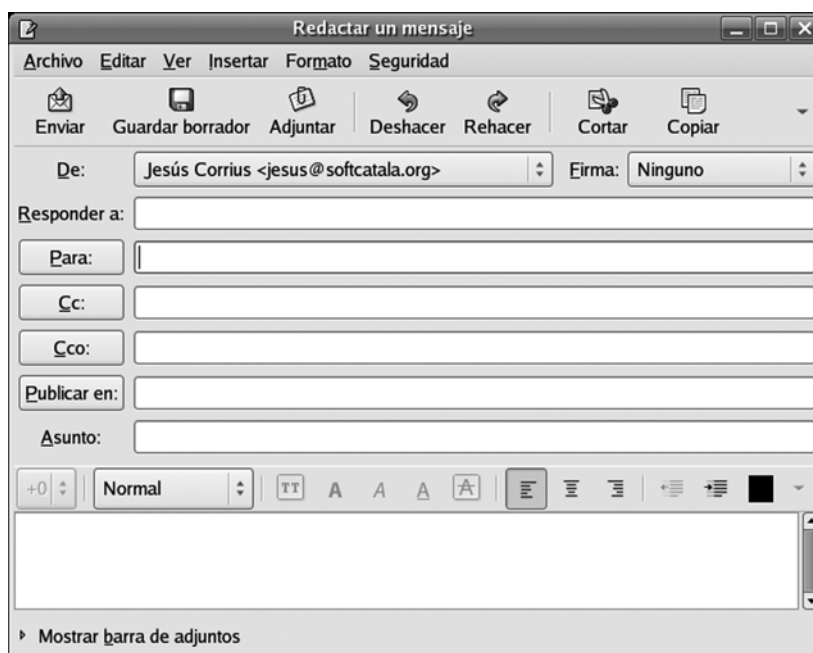 Redactar un mensaje
Archivo Editar Ver Insertar Formato Seguridad
Enviar Guardar borrador Adjuntar Deshacer Rehacer Cortar Copiar
De: Jesús Corrius <jesus@softcatala.org> Firma: Ninguno
Responder a:
Para:
Cc:
Cco:
Publicar en:
Asunto:
+0 Normal TT A A A A
Mostrar barra de adjuntos